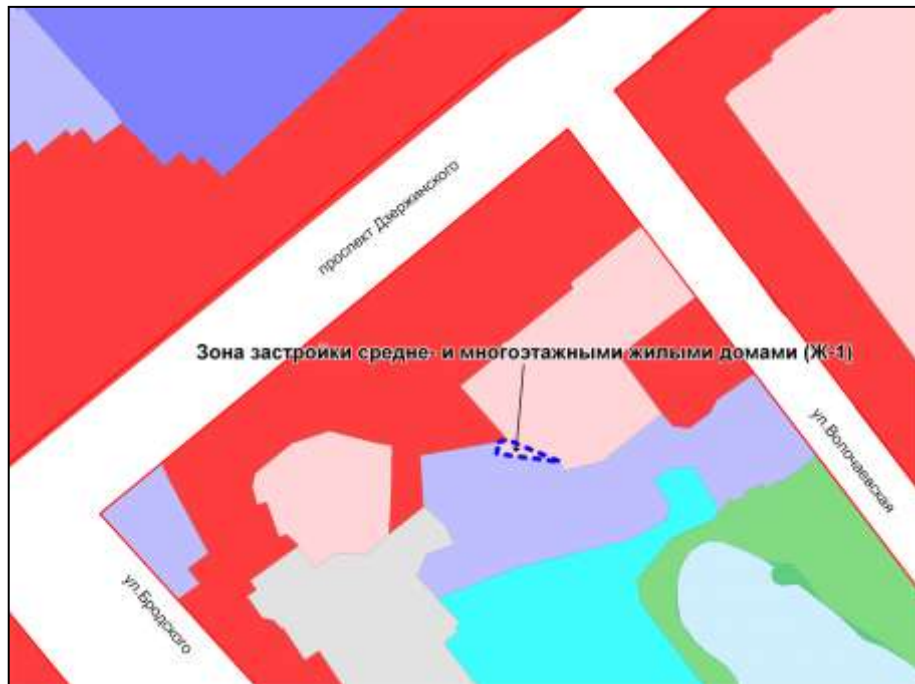 проспект Дзержинского
Зона застройки средне- и многоэтажными жилыми домами (Ж-1)
ул.Волочаевская
ул.Бродского